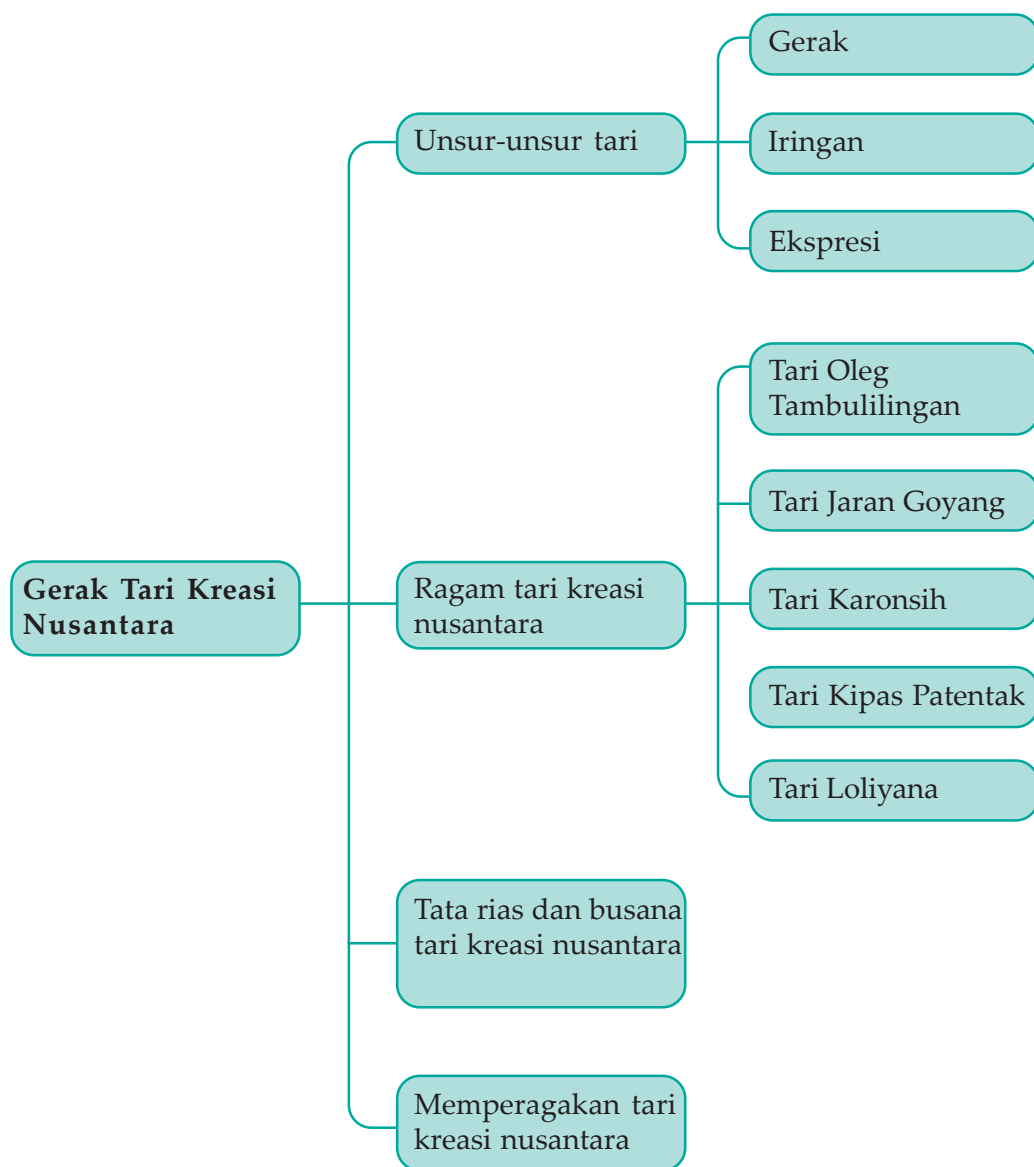 Gerak Tari Kreasi
Nusantara
Unsur-unsur tari
Gerak
Iringan
Ekspresi
Ragam tari kreasi
nusantara
Tari Oleg
Tambulilingan
Tari Jaran Goyang
Tari Karonsih
Tari Kipas Patentak
Tari Loliyana
Tata rias dan busana
tari kreasi nusantara
Memperagakan tari
kreasi nusantara